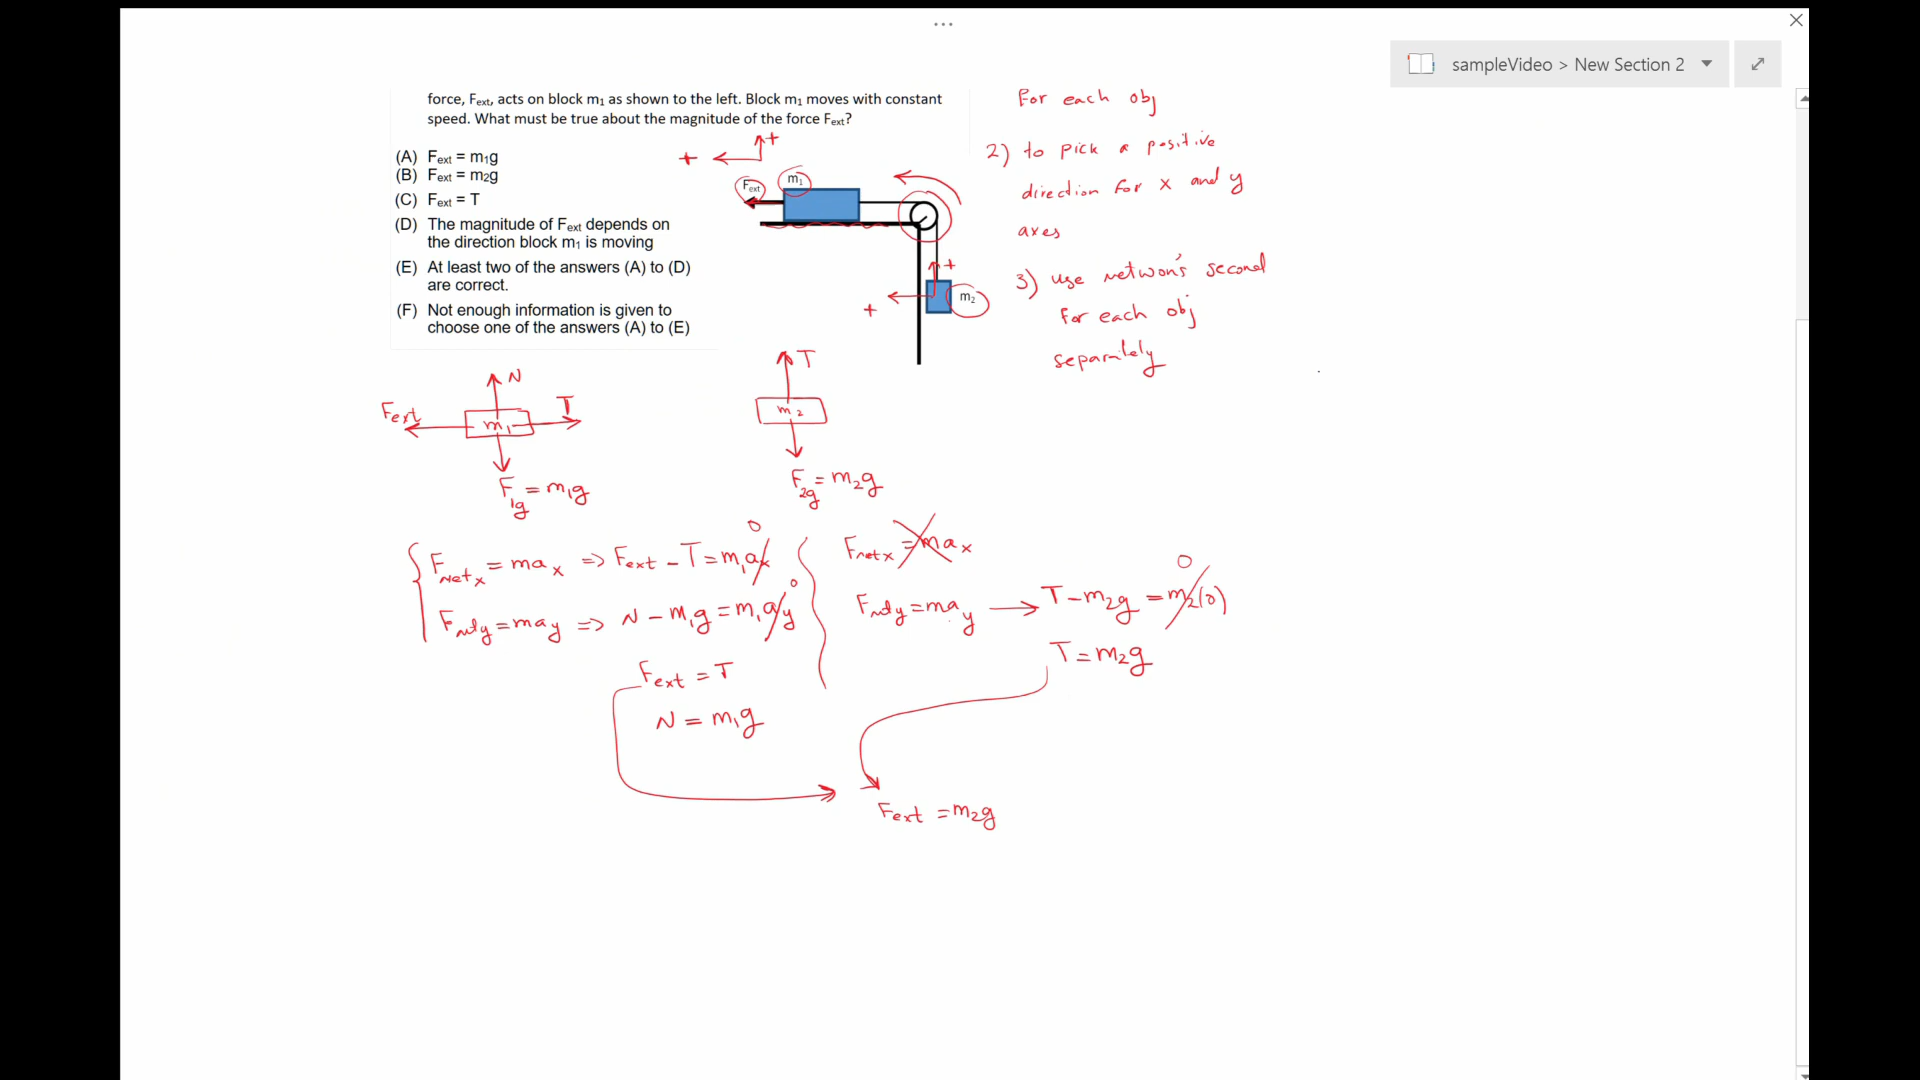 sampleVideo > New Section 2
force, Fext, acts on block m1 as shown to the left. Block m1 moves with constant
speed. What must be true about the magnitude of the force Fext?
(A) Fext = m1g
(B) Fext = m2g
(C) Fext = T
(D) The magnitude of Fext depends on
the direction block m1 is moving
(E) At least two of the answers (A) to (D)
are correct.
(F) Not enough information is given to
choose one of the answers (A) to (E)
+ +
Fext m1
+
+ m2
For each obj
2) to pick a positive
direction for x and y
axes
3) use netwon's second
for each obj
separately
N
Fext m1 T
F1g = m1g
T
m2
F2g = m2g
Fnetx = max => Fext - T = m1ax 0
Fnety = may => N - m1g = m1ay 0
Fext = T
N = m1g
Fnetx = max
Fnety = may → T - m2g = m2(0) 0
T = m2g
Fext = m2g